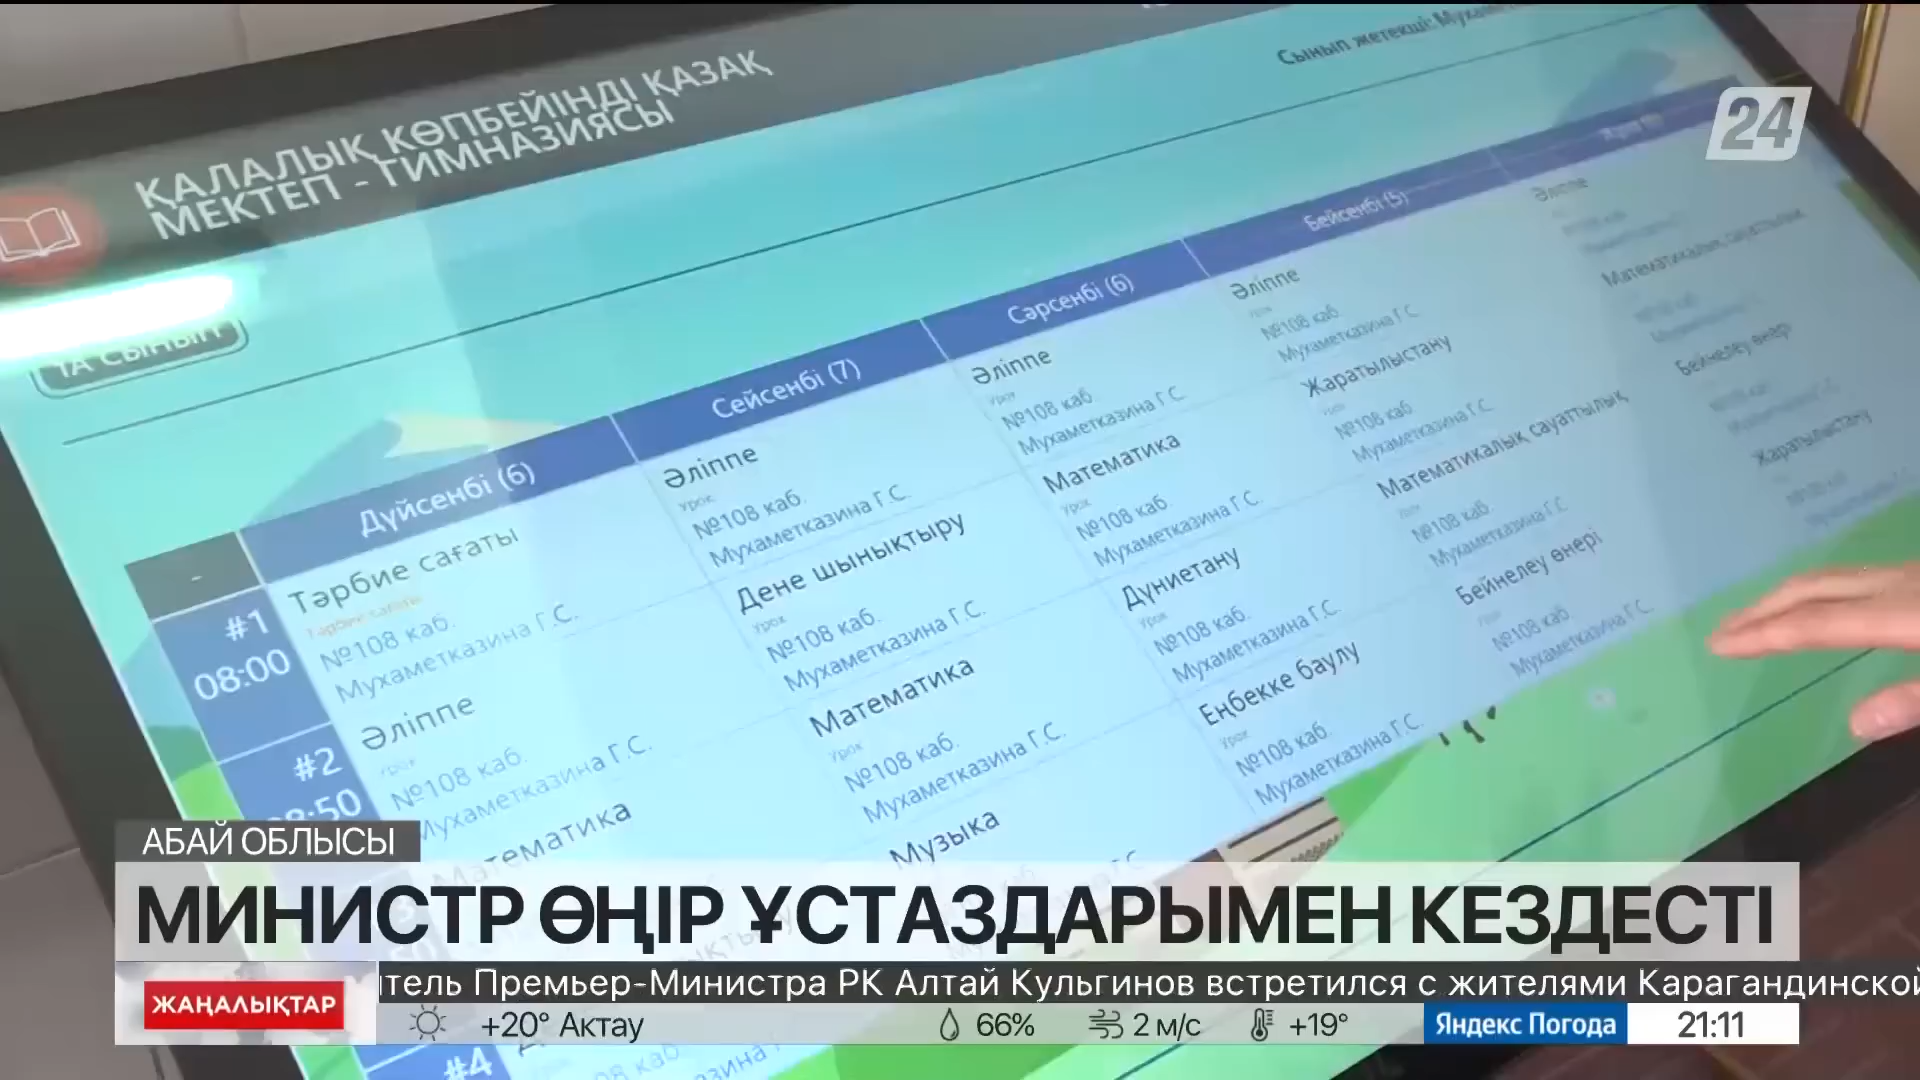 ҚАЛАЛЫҚ КӨПБЕЙІНДІ ҚАЗАҚ
МЕКТЕП - ГИМНАЗИЯСЫ
Сынып жетекші:
24
1А СЫНЫП
-
Дүйсенбі (6)
Сейсенбі (7)
Сәрсенбі (6)
Бейсенбі (5)
#1
08:00
Тәрбие сағаты
Тәрбие сағаты
№108 каб.
Мухаметказина Г.С.
Әліппе
Урок
№108 каб.
Мухаметказина Г.С.
Әліппе
Урок
№108 каб.
Мухаметказина Г.С.
Әліппе
Урок
№108 каб.
Мухаметказина Г.С.
Әліппе
#2
08:50
Әліппе
Урок
№108 каб.
Мухаметказина Г.С.
Дене шынықтыру
Урок
№108 каб.
Мухаметказина Г.С.
Математика
Урок
№108 каб.
Мухаметказина Г.С.
Жаратылыстану
№108 каб.
Мухаметказина Г.С.
Математикалық сауаттылық
Математика
Математика
Урок
№108 каб.
Мухаметказина Г.С.
Дүниетану
Урок
№108 каб.
Мухаметказина Г.С.
Математикалық сауаттылық
№108 каб.
Мухаметказина Г.С.
Бейнелеу өнері
Музыка
Еңбекке баулу
Урок
№108 каб.
Мухаметказина Г.С.
Бейнелеу өнері
Урок
№108 каб.
Мухаметказина Г.С.
Жаратылыстану
#4
АБАЙ ОБЛЫСЫ
МИНИСТР ӨҢІР ҰСТАЗДАРЫМЕН КЕЗДЕСТІ
ЖАҢАЛЫҚТАР
итель Премьер-Министра РК Алтай Кульгинов встретился с жителями Карагандинской
+20° Актау 66% 2 м/с +19° Яндекс Погода 21:11